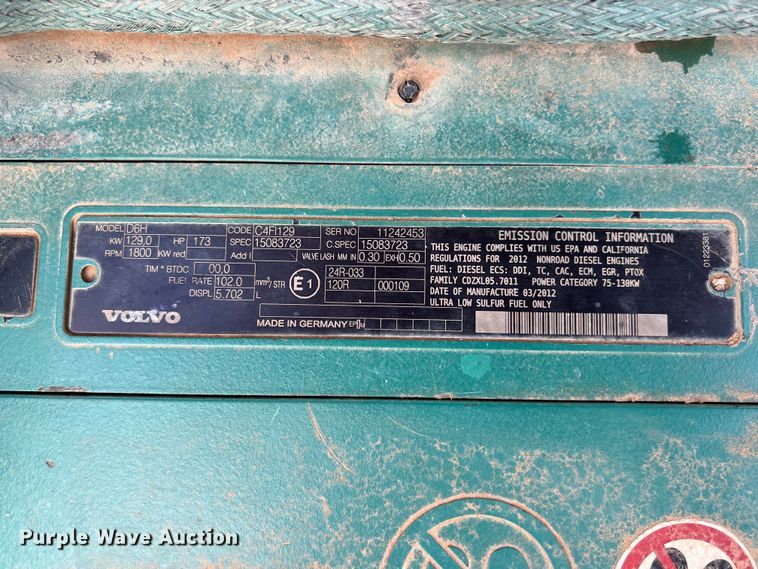 MODEL D6H CODE C4FI129 SER NO 11242453
KW 129,0 HP 173 SPEC 15083723 C.SPEC 15083723
RPM 1800 KW red Add I VALVE LASH MM IN 0.30 EXH 0.50
TIM ° BTDC 00,0 24R-033
FUEL RATE 102.0 mm³/STR E1 120R 000109
DISPL 5.702 L
VOLVO MADE IN GERMANY
EMISSION CONTROL INFORMATION
THIS ENGINE COMPLIES WITH US EPA AND CALIFORNIA
REGULATIONS FOR 2012 NONROAD DIESEL ENGINES
FUEL: DIESEL ECS: DDI, TC, CAC, ECM, EGR, PTOX
FAMILY CDZXL05.7011 POWER CATEGORY 75-130KW
DATE OF MANUFACTURE 03/2012
ULTRA LOW SULFUR FUEL ONLY
01223381
Purple Wave Auction